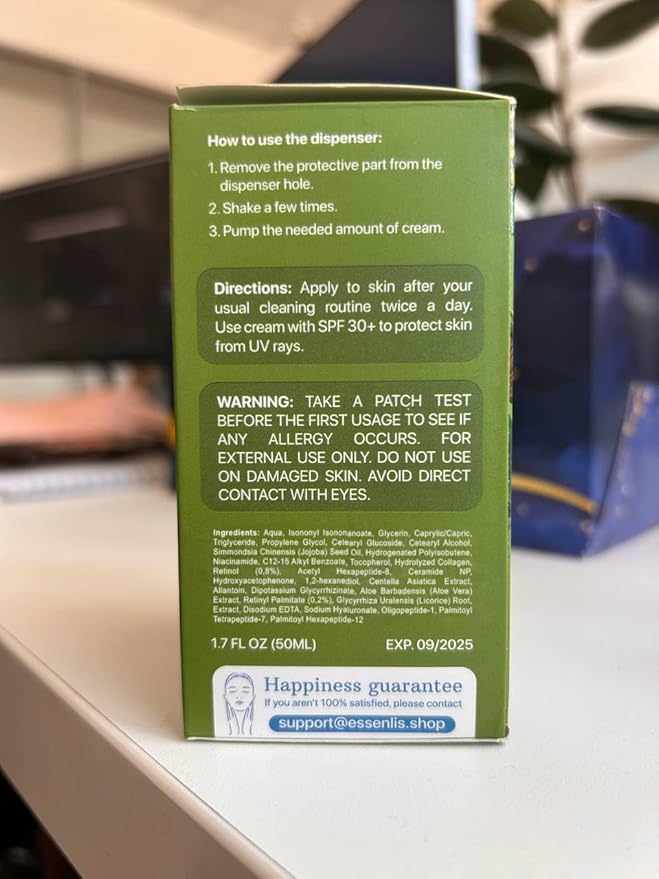 How to use the dispenser:
1. Remove the protective part from the
dispenser hole.
2. Shake a few times.
3. Pump the needed amount of cream.
Directions: Apply to skin after your
usual cleaning routine twice a day.
Use cream with SPF 30+ to protect skin
from UV rays.
WARNING: TAKE A PATCH TEST
BEFORE THE FIRST USAGE TO SEE IF
ANY ALLERGY OCCURS. FOR
EXTERNAL USE ONLY. DO NOT USE
ON DAMAGED SKIN. AVOID DIRECT
CONTACT WITH EYES.
Ingredients: Aqua, Isononyl Isononanoate, Glycerin, Caprylic/Capric,
Triglyceride, Propylene Glycol, Cetearyl Glucoside, Cetearyl Alcohol,
Simmondsia Chinensis (Jojoba) Seed Oil, Hydrogenated Polyisobutene,
Niacinamide, C12-15 Alkyl Benzoate, Tocopherol, Hydrolyzed Collagen,
Retinol (0,8%), Acetyl Hexapeptide-8, Ceramide NP,
Hydroxyacetophenone, 1,2-hexanediol, Centella Asiatica Extract,
Allantoin, Dipotassium Glycyrrhizinate, Aloe Barbadensis (Aloe Vera)
Extract, Retinyl Palmitate (0,2%), Glycyrrhiza Uralensis (Licorice) Root,
Extract, Disodium EDTA, Sodium Hyaluronate, Oligopeptide-1, Palmitoyl
Tetrapeptide-7, Palmitoyl Hexapeptide-12
1.7 FL OZ (50ML) EXP. 09/2025
Happiness guarantee
If you aren't 100% satisfied, please contact
support@essenlis.shop